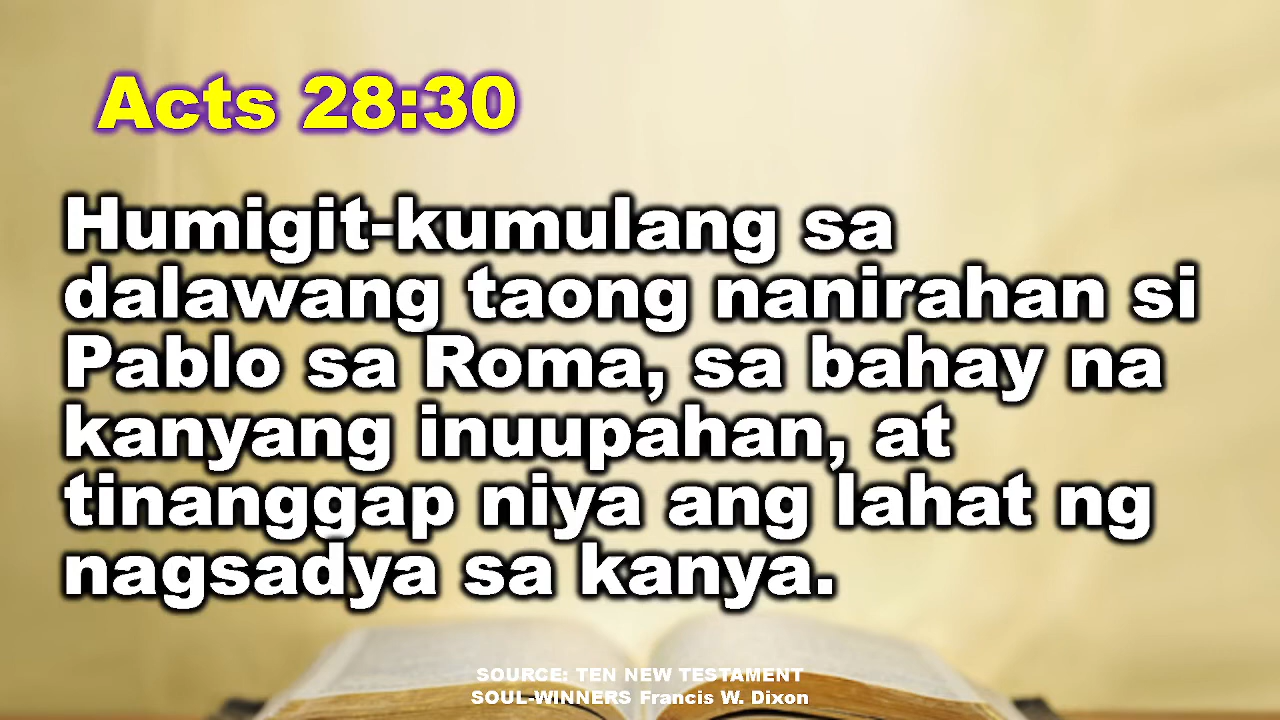 Acts 28:30
Humigit-kumulang sa
dalawang taong nanirahan si
Pablo sa Roma, sa bahay na
kanyang inuupahan, at
tinanggap niya ang lahat ng
nagsadya sa kanya.
SOURCE: TEN NEW TESTAMENT
SOUL-WINNERS Francis W. Dixon